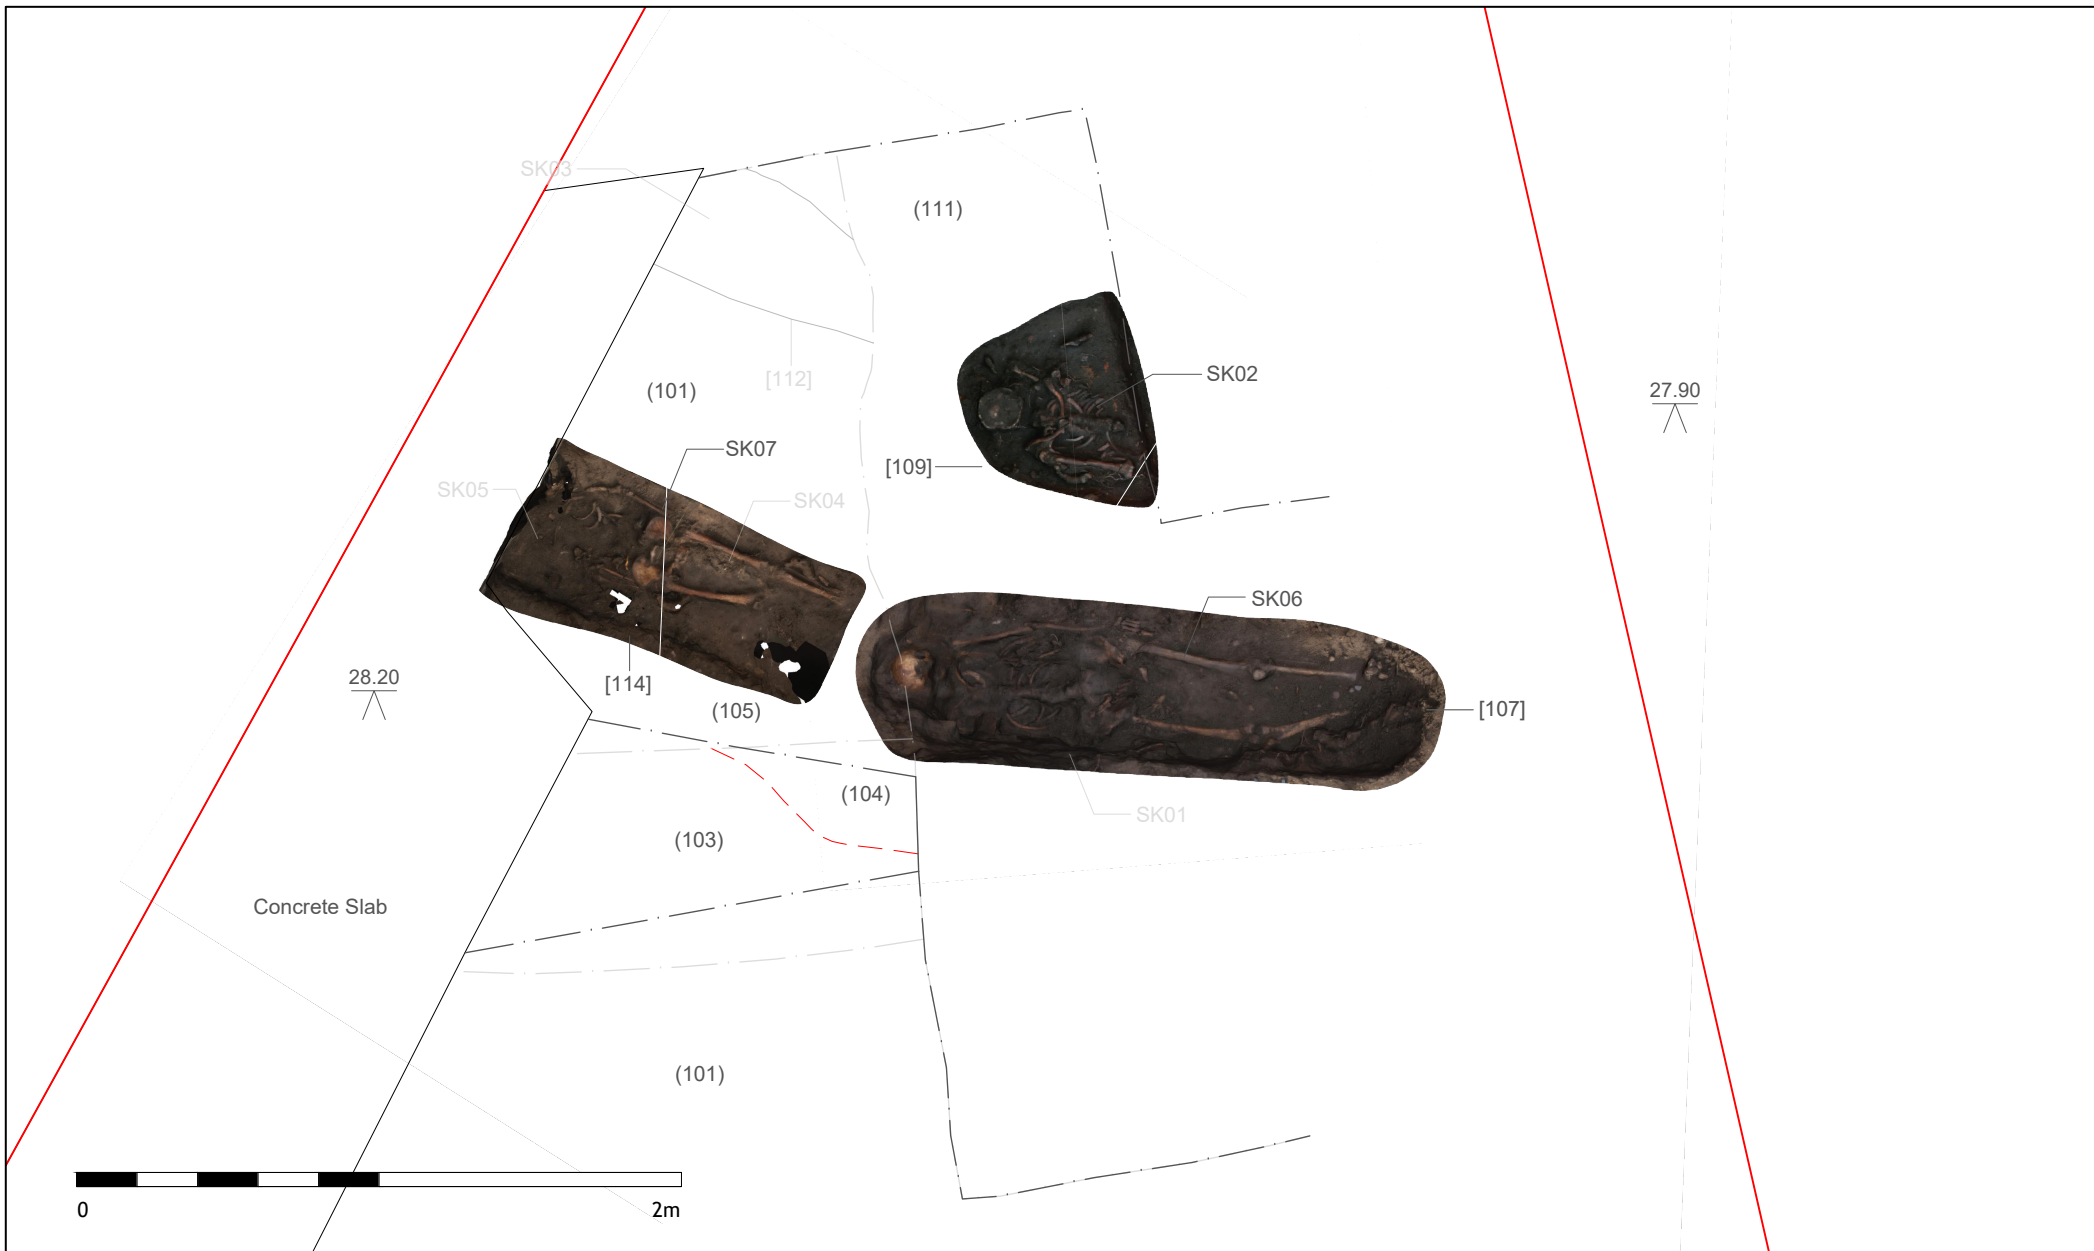 SK03
(111)
SK02
[112]
(101)
27.90
SK07
[109]
SK05
SK04
SK06
28.20
[114]
(105)
[107]
(104)
SK01
(103)
Concrete Slab
(101)
0
2m